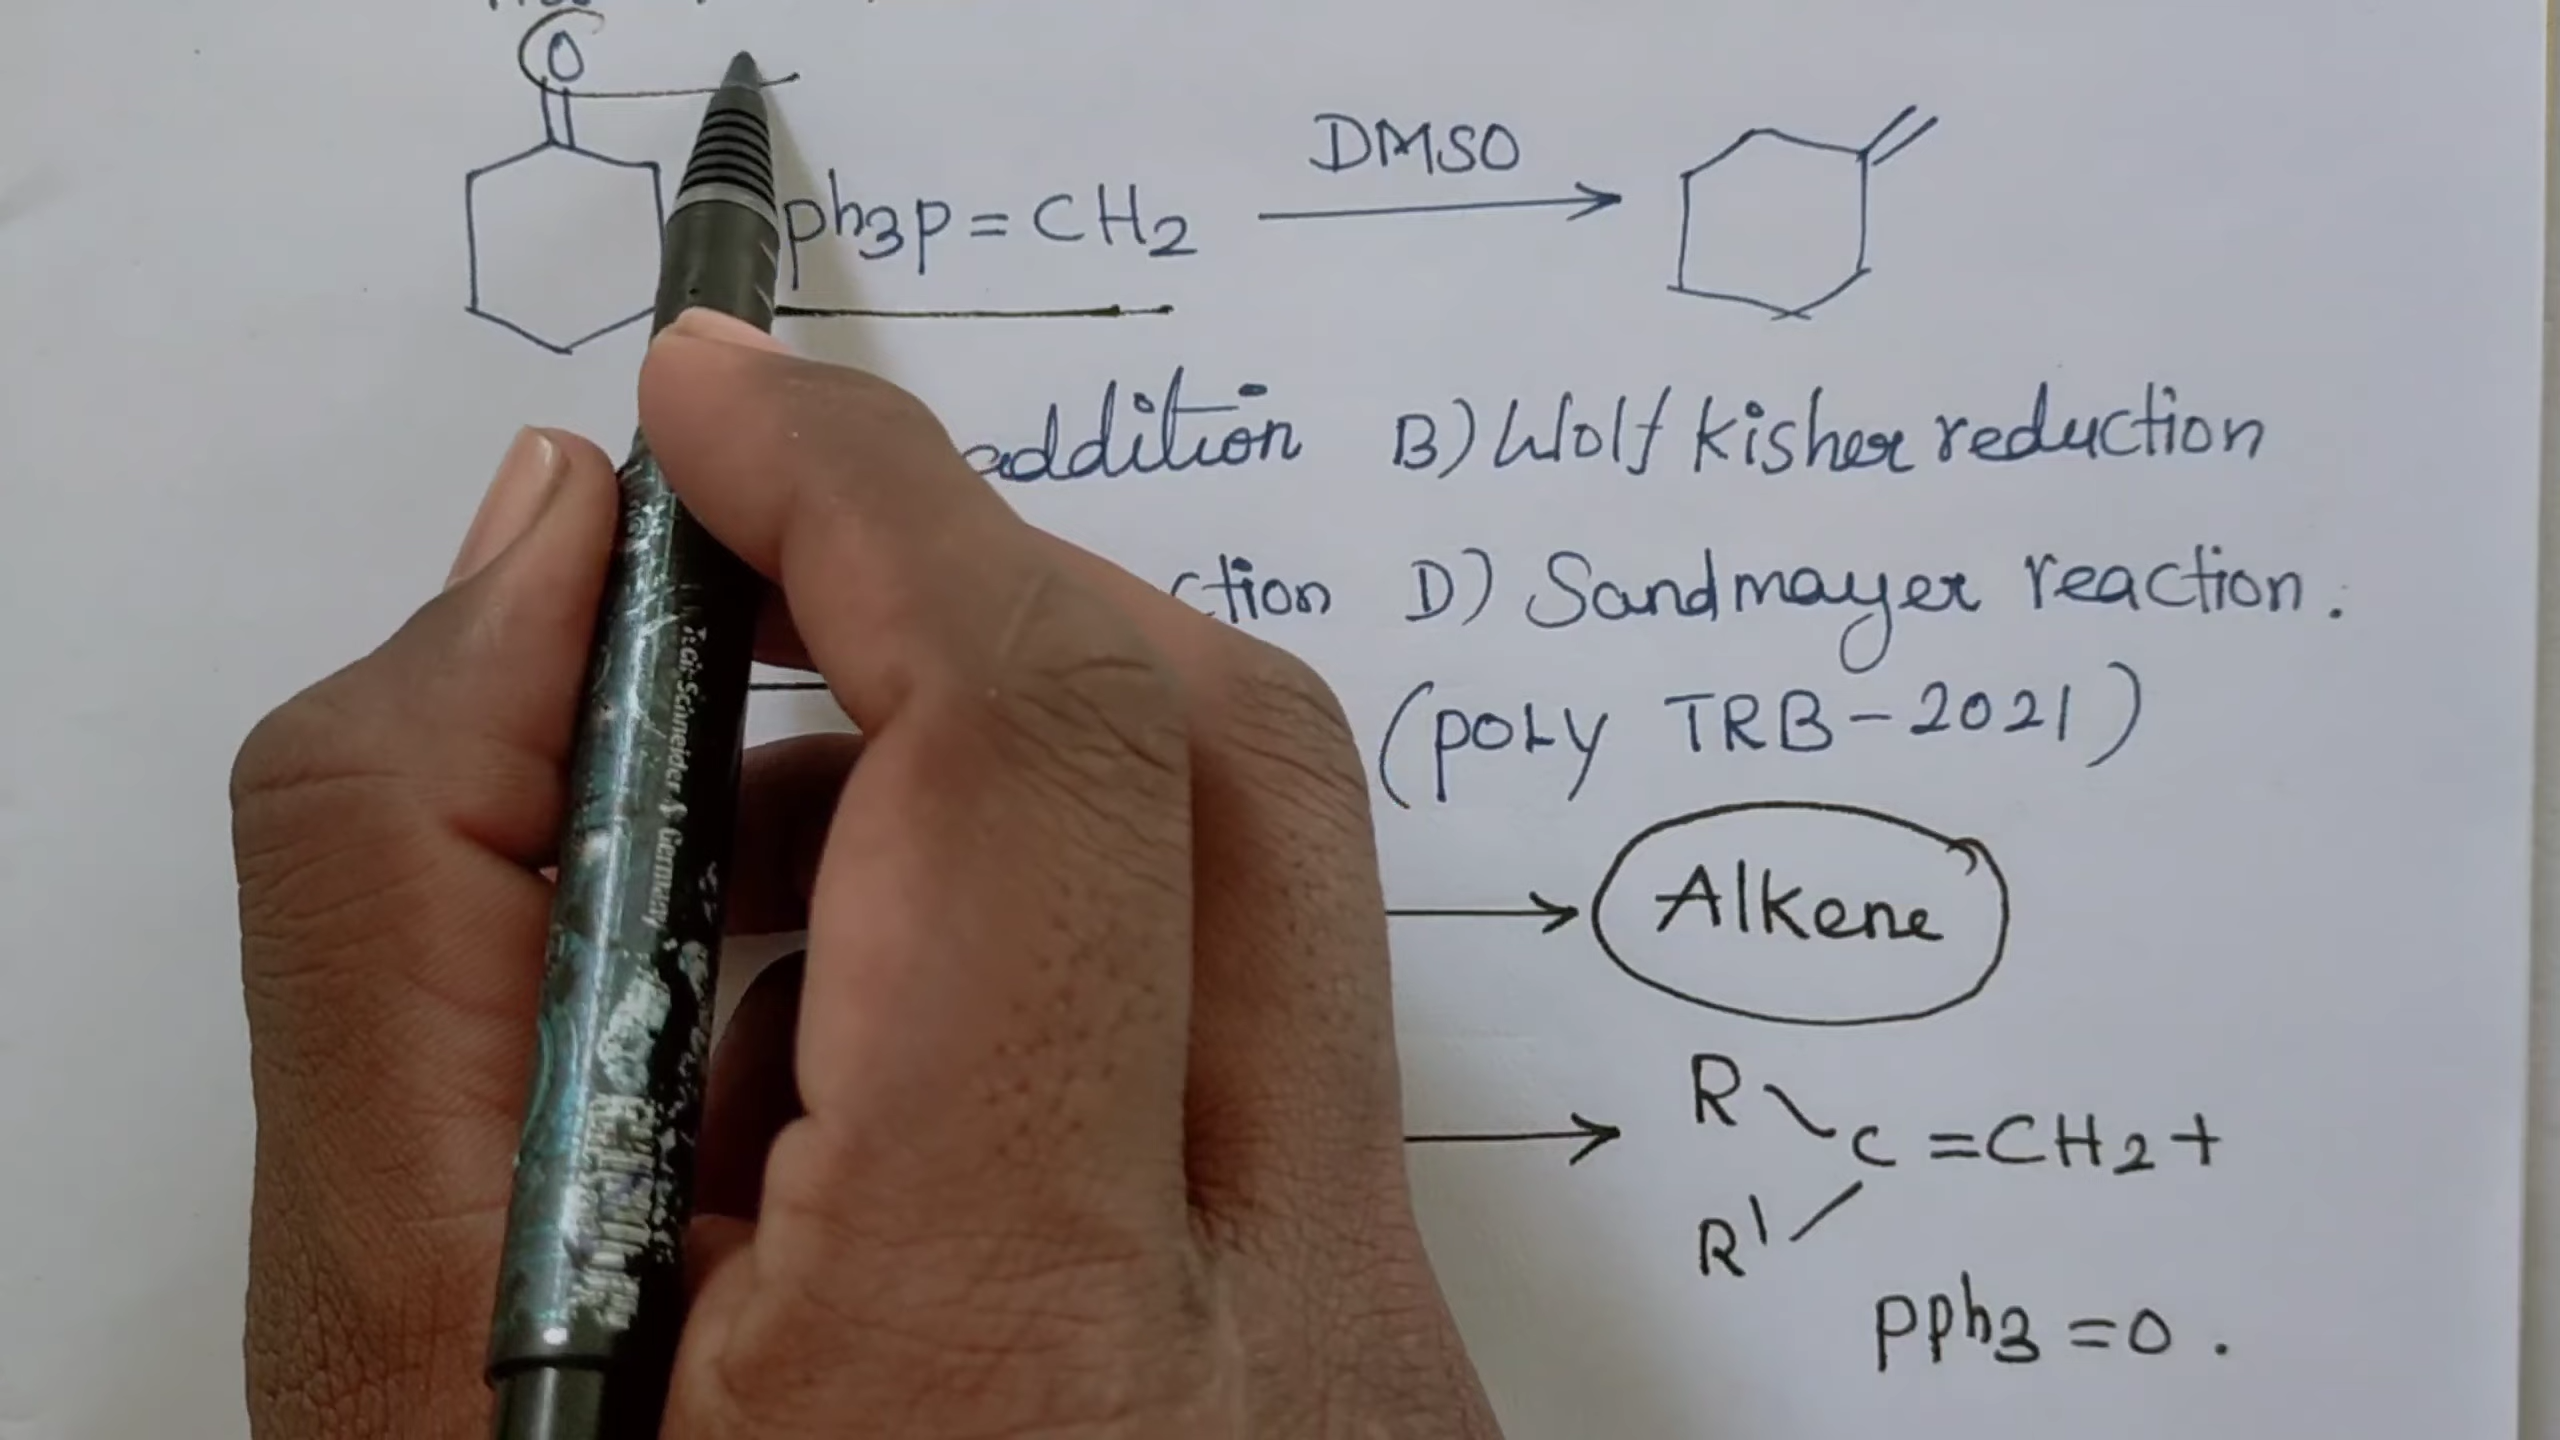 O
DMSO
ph3p = CH2
addition B) Wolf kisher reduction
ction D) Sandmayer reaction.
(poLy TRB-2021)
Alkene
R
C = CH2 +
R'
pph3 = O .